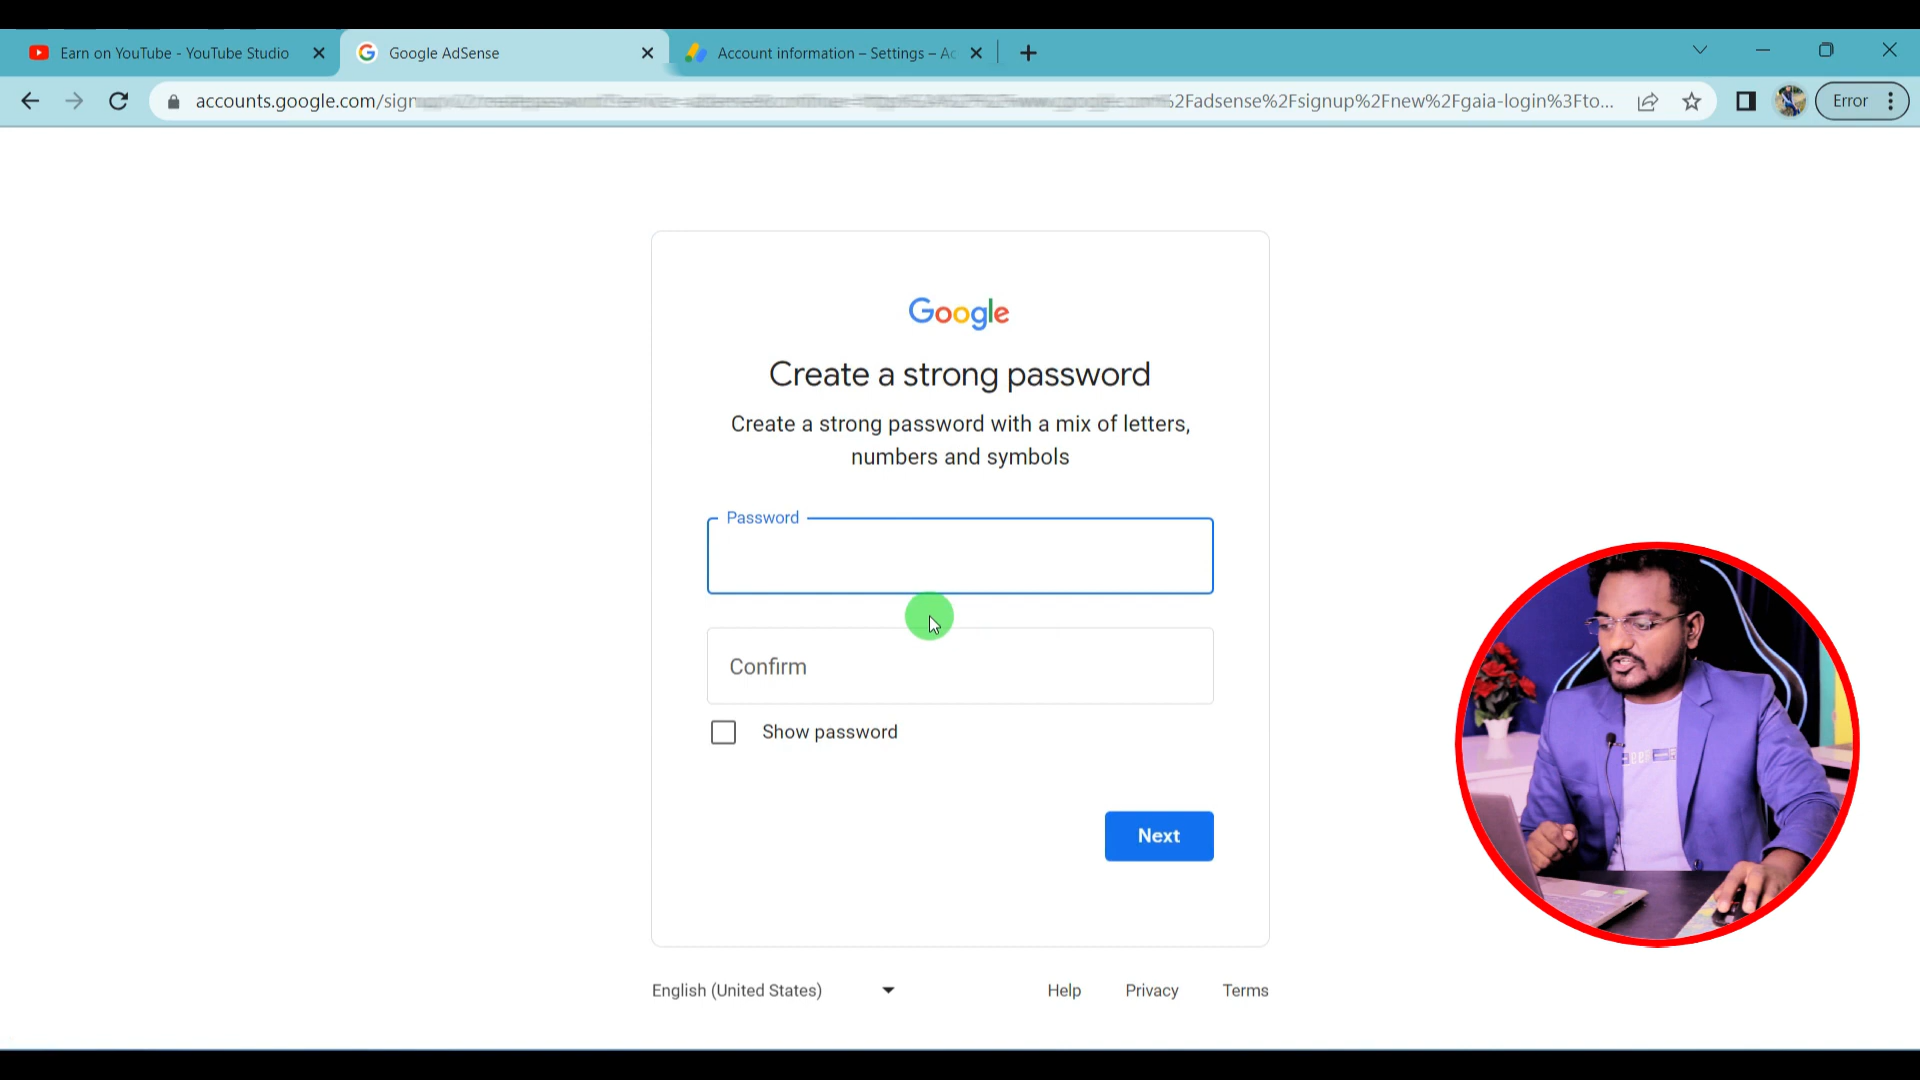 Earn on YouTube - YouTube Studio
Google AdSense
Account information – Settings – Ac
accounts.google.com/sign
2Fadsense%2Fsignup%2Fnew%2Fgaia-login%3Fto...
Error
Google
Create a strong password
Create a strong password with a mix of letters,
numbers and symbols
Password
Confirm
Show password
Next
English (United States)
Help
Privacy
Terms